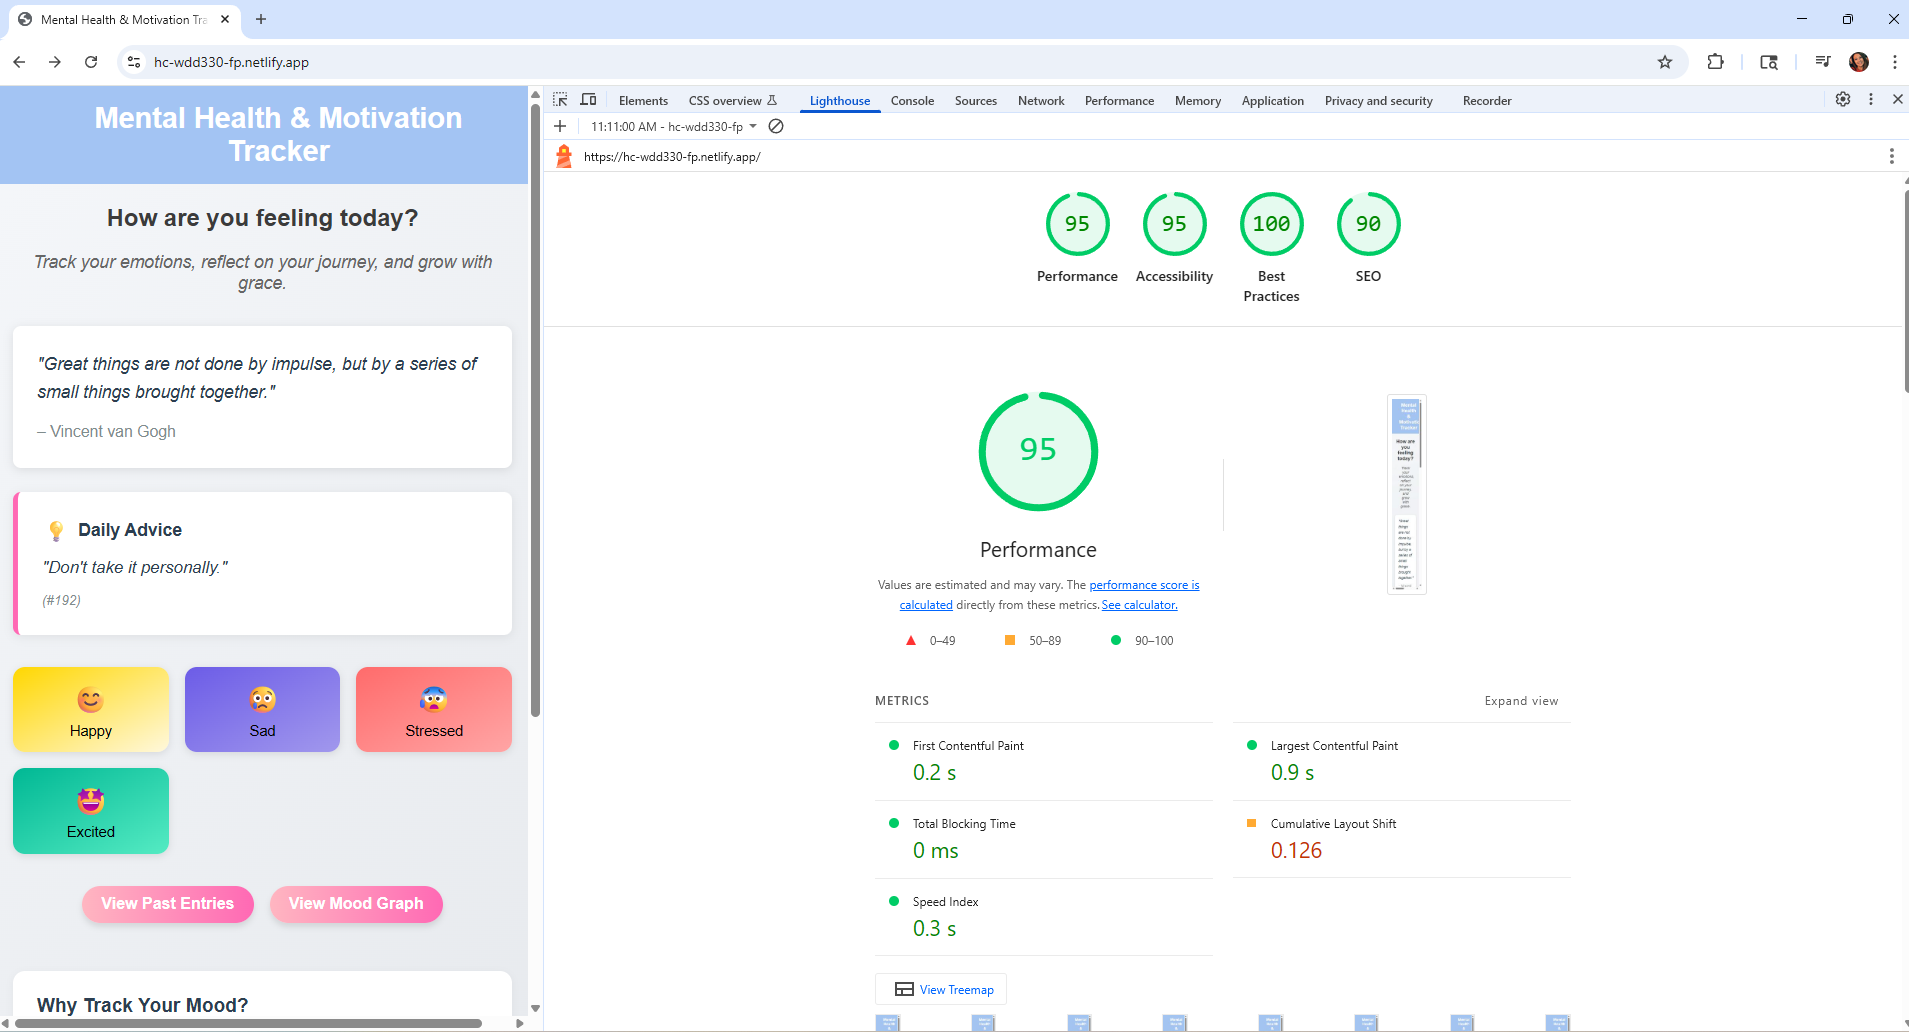 Mental Health & Motivation Tra
hc-wdd330-fp.netlify.app
Mental Health & Motivation
Tracker
How are you feeling today?
Track your emotions, reflect on your journey, and grow with
grace.
"Great things are not done by impulse, but by a series of
small things brought together."
– Vincent van Gogh
💡 Daily Advice
"Don't take it personally."
(#192)
Happy
Sad
Stressed
Excited
View Past Entries
View Mood Graph
Why Track Your Mood?
Elements
CSS overview
Lighthouse
Console
Sources
Network
Performance
Memory
Application
Privacy and security
Recorder
11:11:00 AM - hc-wdd330-fp
https://hc-wdd330-fp.netlify.app/
95
Performance
95
Accessibility
100
Best
Practices
90
SEO
95
Performance
Values are estimated and may vary. The performance score is
calculated directly from these metrics. See calculator.
0–49
50–89
90–100
METRICS
Expand view
First Contentful Paint
0.2 s
Largest Contentful Paint
0.9 s
Total Blocking Time
0 ms
Cumulative Layout Shift
0.126
Speed Index
0.3 s
View Treemap